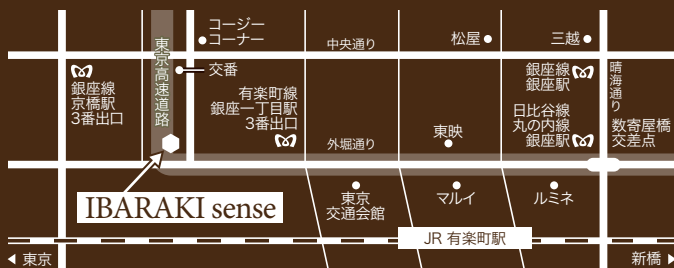 コージー
コーナー
中央通り
松屋
三越
東京高速道路
交番
銀座線
京橋駅
3番出口
有楽町線
銀座一丁目駅
3番出口
銀座線
銀座駅
晴海通り
日比谷線
丸の内線
銀座駅
数寄屋橋
交差点
外堀通り
東映
IBARAKI sense
東京
交通会館
マルイ
ルミネ
JR 有楽町駅
東京
新橋